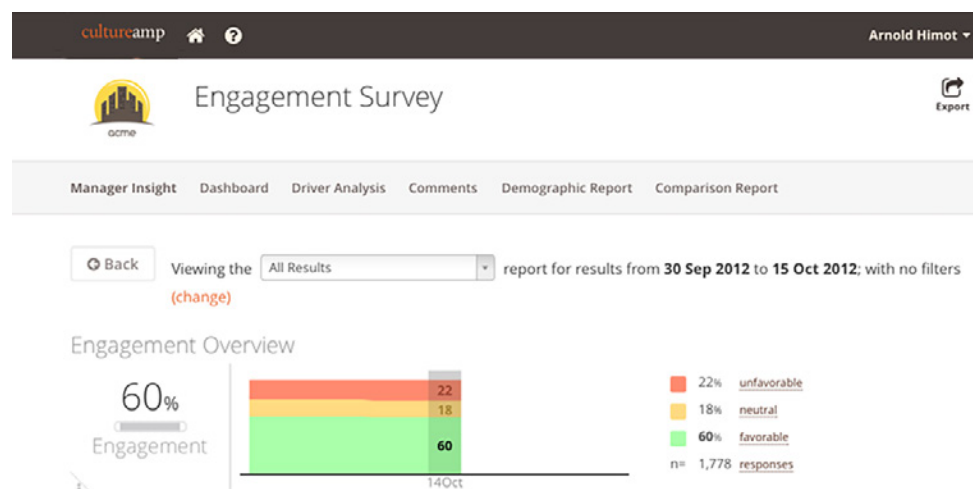 cultureamp
Arnold Himot
acme
Engagement Survey
Export
Manager Insight Dashboard Driver Analysis Comments Demographic Report Comparison Report
Back Viewing the All Results report for results from 30 Sep 2012 to 15 Oct 2012; with no filters
(change)
Engagement Overview
60%
Engagement
22
18
60
14Oct
22% unfavorable
18% neutral
60% favorable
n= 1,778 responses